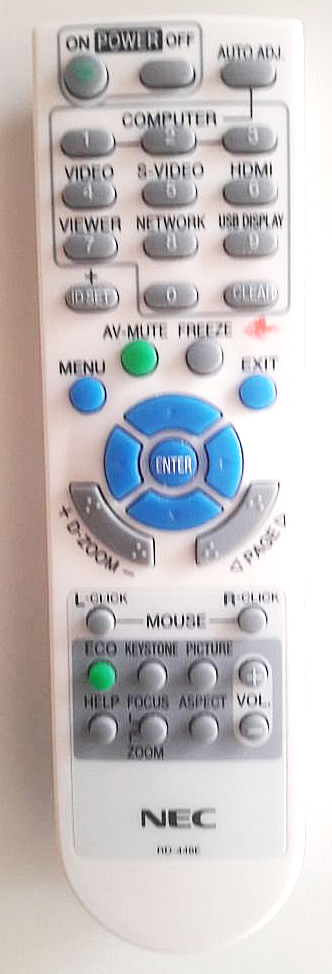 ON POWER OFF
AUTO ADJ.
COMPUTER
1 2 3
VIDEO S-VIDEO HDMI
4 5 6
VIEWER NETWORK USB DISPLAY
7 8 9
+
ID SET 0 CLEAR
AV-MUTE FREEZE
MENU EXIT
ENTER
+ D-ZOOM − ▽ PAGE △
L-CLICK R-CLICK
MOUSE
ECO KEYSTONE PICTURE
+
HELP FOCUS ASPECT VOL.
−
ZOOM
NEC
RD-448E